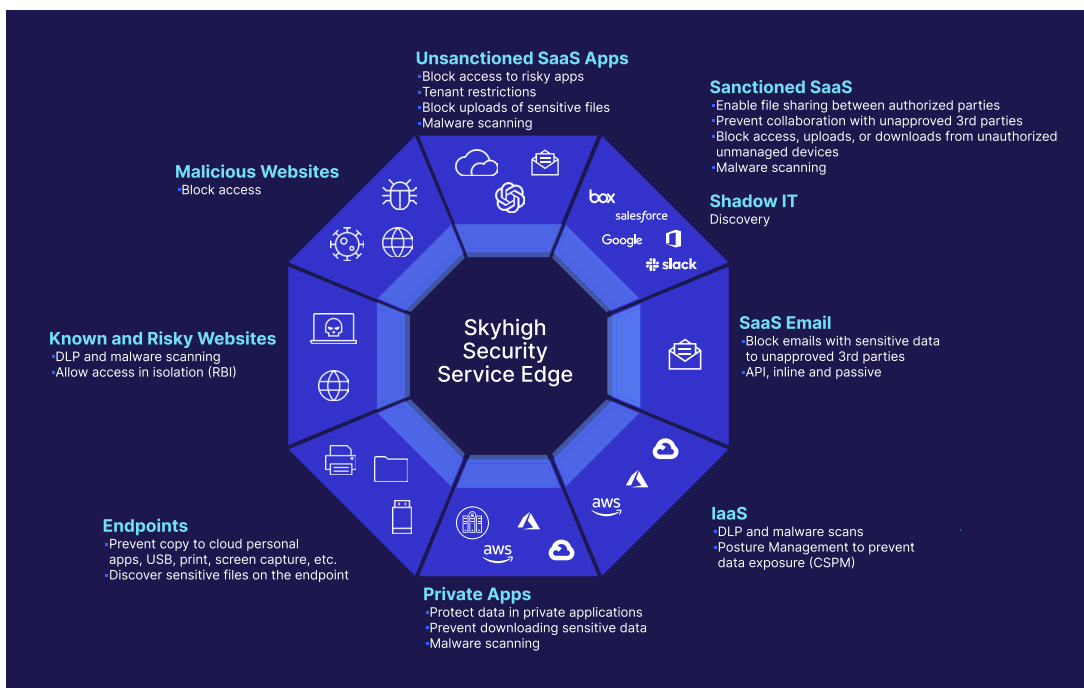 Unsanctioned SaaS Apps
▪Block access to risky apps
▪Tenant restrictions
▪Block uploads of sensitive files
▪Malware scanning
Sanctioned SaaS
▪Enable file sharing between authorized parties
▪Prevent collaboration with unapproved 3rd parties
▪Block access, uploads, or downloads from unauthorized
unmanaged devices
▪Malware scanning
Shadow IT
Discovery
Malicious Websites
▪Block access
box
salesforce
Google
slack
Known and Risky Websites
▪DLP and malware scanning
▪Allow access in isolation (RBI)
Skyhigh
Security
Service Edge
SaaS Email
▪Block emails with sensitive data
to unapproved 3rd parties
▪API, inline and passive
Endpoints
▪Prevent copy to cloud personal
apps, USB, print, screen capture, etc.
▪Discover sensitive files on the endpoint
aws
IaaS
▪DLP and malware scans
▪Posture Management to prevent
data exposure (CSPM)
aws
Private Apps
▪Protect data in private applications
▪Prevent downloading sensitive data
▪Malware scanning